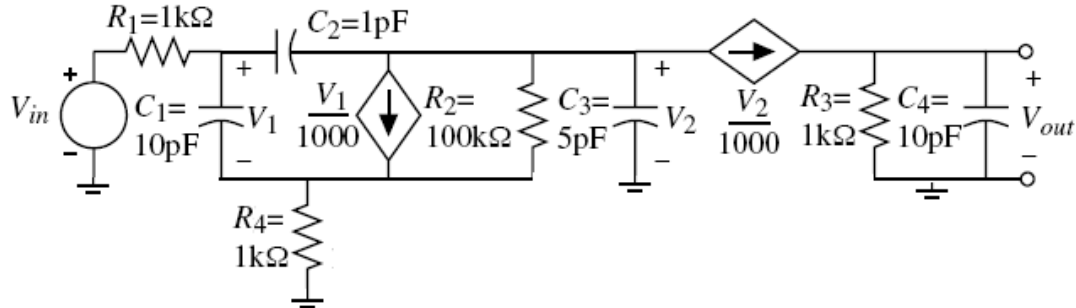 R1=1kΩ
C2=1pF
+
Vin
-
C1=
10pF
+
V1
-
V1
1000
R2=
100kΩ
C3=
5pF
+
V2
-
V2
1000
R3=
1kΩ
C4=
10pF
+
Vout
-
R4=
1kΩ